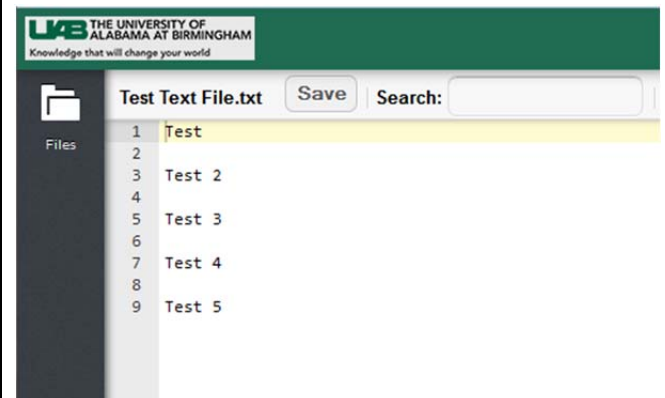 UAB THE UNIVERSITY OF
ALABAMA AT BIRMINGHAM
Knowledge that will change your world
Files
Test Text File.txt Save Search:
1 Test
2
3 Test 2
4
5 Test 3
6
7 Test 4
8
9 Test 5